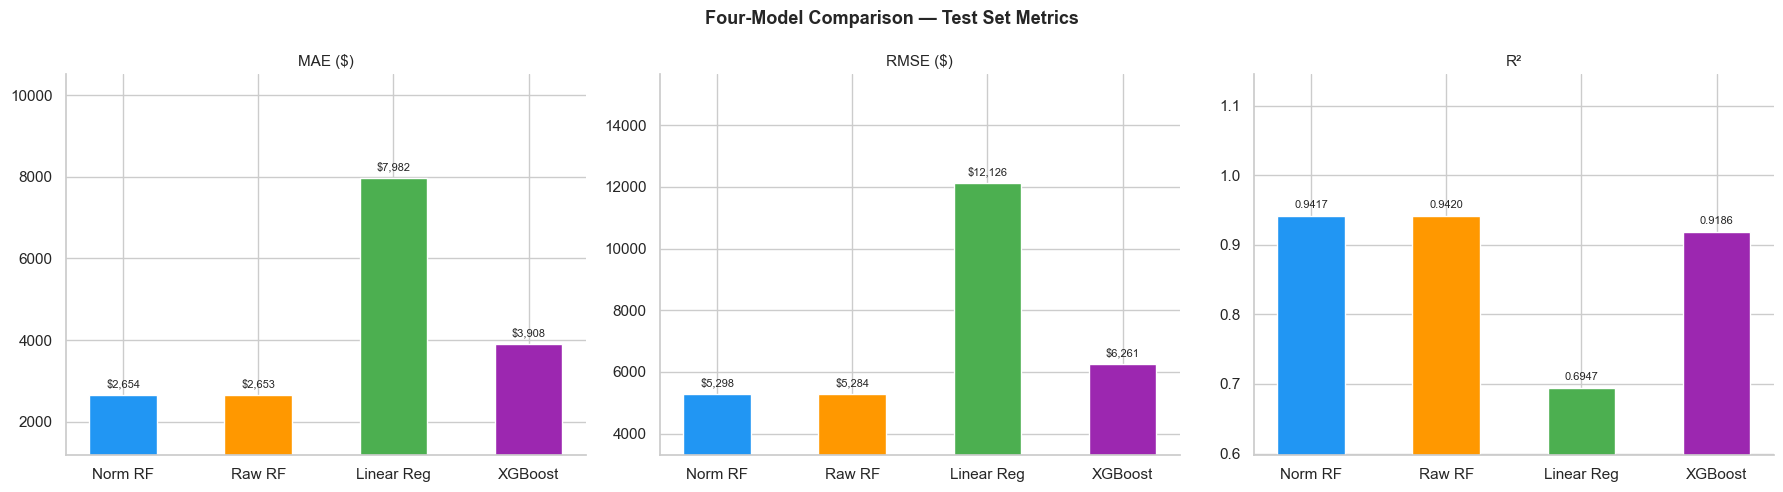 Four-Model Comparison — Test Set Metrics
MAE ($)
10000
8000
6000
4000
2000
$2,654
$2,653
$7,982
$3,908
Norm RF
Raw RF
Linear Reg
XGBoost
RMSE ($)
14000
12000
10000
8000
6000
4000
$5,298
$5,284
$12,126
$6,261
Norm RF
Raw RF
Linear Reg
XGBoost
R²
1.1
1.0
0.9
0.8
0.7
0.6
0.9417
0.9420
0.6947
0.9186
Norm RF
Raw RF
Linear Reg
XGBoost